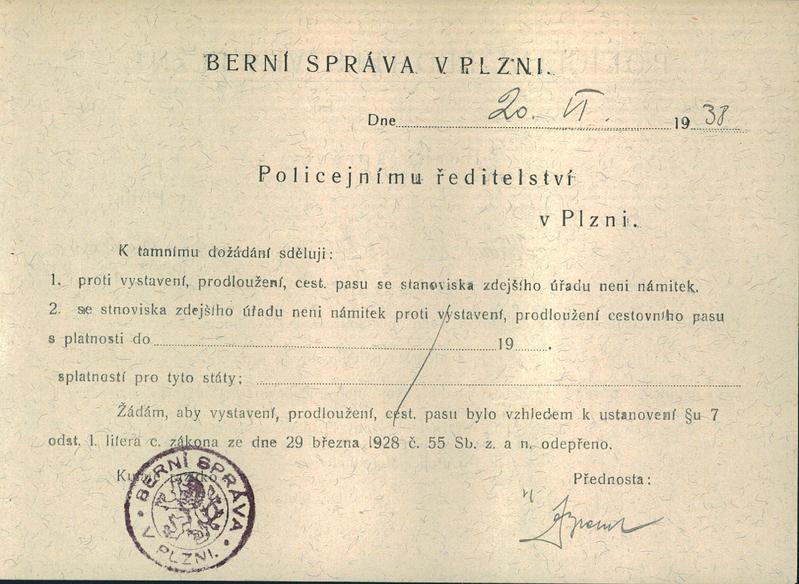 BERNÍ SPRÁVA V PLZNI.
Dne 20. VI. 1938
Policejnímu ředitelství
v Plzni.
K tamnímu dožádání sděluji:
1. proti vystavení, prodloužení, cest. pasu se stanoviska zdejšího úřadu neni námitek.
2. se stnoviska zdejšího úřadu neni námitek proti vystavení, prodloužení cestovního pasu
s platností do 19 .
splatností pro tyto státy;
Žádám, aby vystavení, prodloužení, cest. pasu bylo vzhledem k ustanovení §u 7
odst. 1. litera c. zákona ze dne 29 března 1928 č. 55 Sb. z. a n. odepřeno.
Přednosta:
BERNÍ SPRÁVA
V PLZNI.